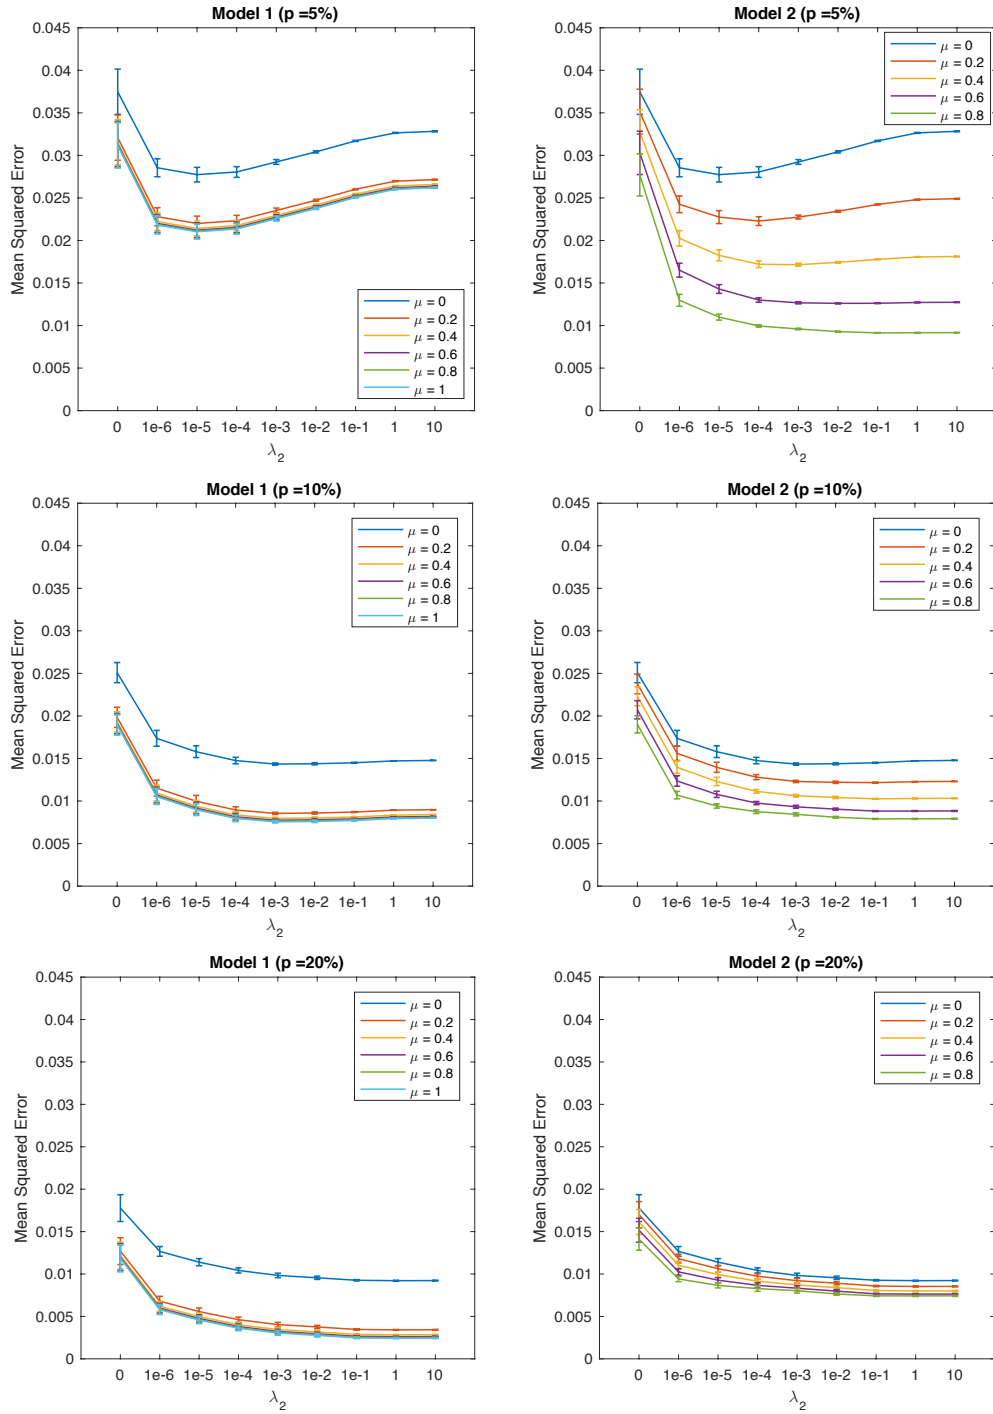 Model 1 (p =5%)
Mean Squared Error
0.045
0.04
0.035
0.03
0.025
0.02
0.015
0.01
0.005
0
0 1e-6 1e-5 1e-4 1e-3 1e-2 1e-1 1 10
λ2
μ = 0
μ = 0.2
μ = 0.4
μ = 0.6
μ = 0.8
μ = 1
Model 2 (p =5%)
Mean Squared Error
0.045
0.04
0.035
0.03
0.025
0.02
0.015
0.01
0.005
0
0 1e-6 1e-5 1e-4 1e-3 1e-2 1e-1 1 10
λ2
μ = 0
μ = 0.2
μ = 0.4
μ = 0.6
μ = 0.8
Model 1 (p =10%)
Mean Squared Error
0.045
0.04
0.035
0.03
0.025
0.02
0.015
0.01
0.005
0
0 1e-6 1e-5 1e-4 1e-3 1e-2 1e-1 1 10
λ2
μ = 0
μ = 0.2
μ = 0.4
μ = 0.6
μ = 0.8
μ = 1
Model 2 (p =10%)
Mean Squared Error
0.045
0.04
0.035
0.03
0.025
0.02
0.015
0.01
0.005
0
0 1e-6 1e-5 1e-4 1e-3 1e-2 1e-1 1 10
λ2
μ = 0
μ = 0.2
μ = 0.4
μ = 0.6
μ = 0.8
Model 1 (p =20%)
Mean Squared Error
0.045
0.04
0.035
0.03
0.025
0.02
0.015
0.01
0.005
0
0 1e-6 1e-5 1e-4 1e-3 1e-2 1e-1 1 10
λ2
μ = 0
μ = 0.2
μ = 0.4
μ = 0.6
μ = 0.8
μ = 1
Model 2 (p =20%)
Mean Squared Error
0.045
0.04
0.035
0.03
0.025
0.02
0.015
0.01
0.005
0
0 1e-6 1e-5 1e-4 1e-3 1e-2 1e-1 1 10
λ2
μ = 0
μ = 0.2
μ = 0.4
μ = 0.6
μ = 0.8